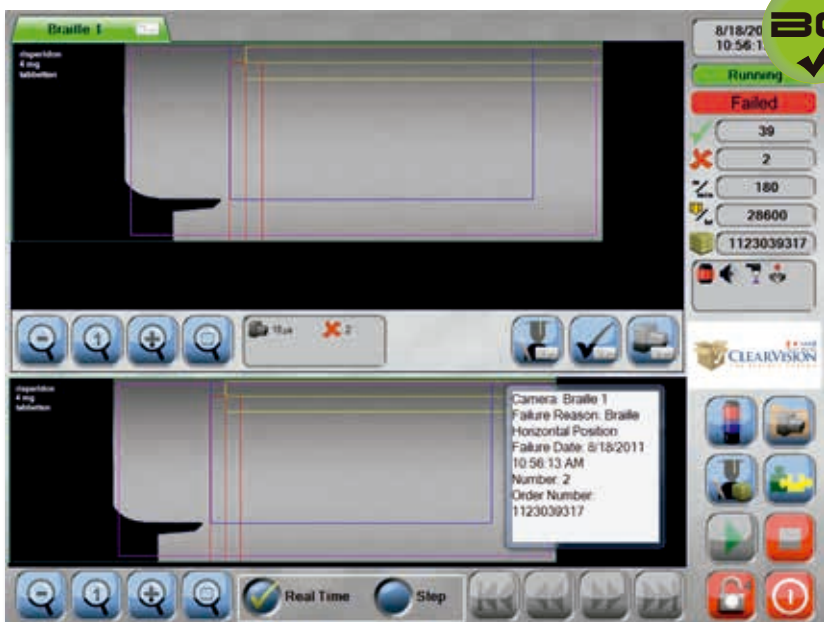 Braille 1
risperidon
4 mg
tabletten
8/18/20
10:56:1
Running
Failed
39
2
180
28600
1123039317
2
CLEARVISION
risperidon
4 mg
tabletten
Camera: Braille 1
Failure Reason: Braille
Horizontal Position
Failure Date: 8/18/2011
10:56:13 AM
Number: 2
Order Number:
1123039317
1
1
Real Time
Step